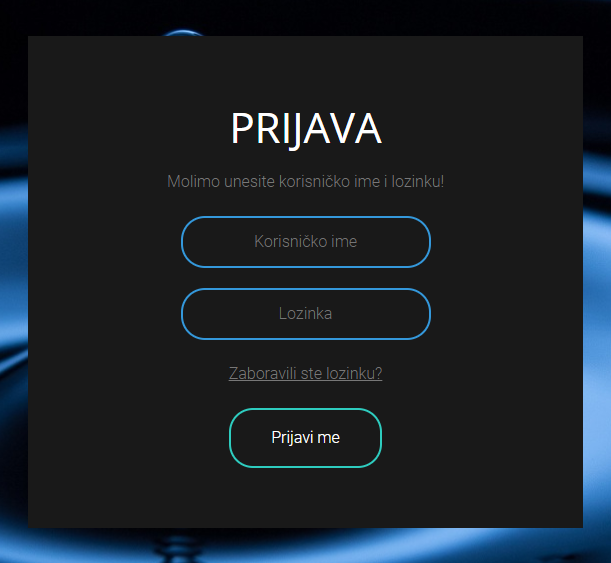 PRIJAVA
Molimo unesite korisničko ime i lozinku!
Korisničko ime
Lozinka
Zaboravili ste lozinku?
Prijavi me